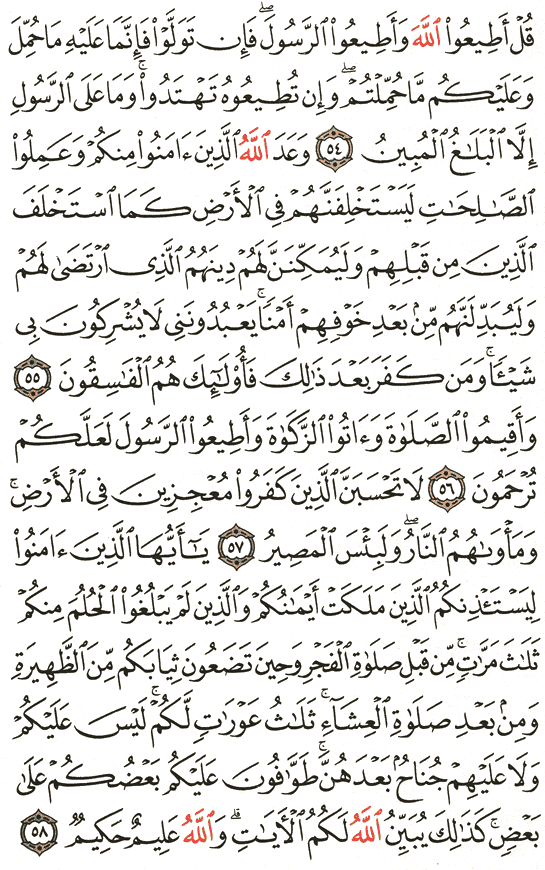 قُلۡ أَطِيعُواْ ٱللَّهَ وَأَطِيعُواْ ٱلرَّسُولَۖ فَإِن تَوَلَّوۡاْ فَإِنَّمَا عَلَيۡهِ مَا حُمِّلَ
وَعَلَيۡكُم مَّا حُمِّلۡتُمۡۖ وَإِن تُطِيعُوهُ تَهۡتَدُواْۚ وَمَا عَلَى ٱلرَّسُولِ
إِلَّا ٱلۡبَلَٰغُ ٱلۡمُبِينُ ٥٤ وَعَدَ ٱللَّهُ ٱلَّذِينَ ءَامَنُواْ مِنكُمۡ وَعَمِلُواْ
ٱلصَّٰلِحَٰتِ لَيَسۡتَخۡلِفَنَّهُمۡ فِي ٱلۡأَرۡضِ كَمَا ٱسۡتَخۡلَفَ
ٱلَّذِينَ مِن قَبۡلِهِمۡ وَلَيُمَكِّنَنَّ لَهُمۡ دِينَهُمُ ٱلَّذِي ٱرۡتَضَىٰ لَهُمۡ
وَلَيُبَدِّلَنَّهُم مِّنۢ بَعۡدِ خَوۡفِهِمۡ أَمۡنٗاۚ يَعۡبُدُونَنِي لَا يُشۡرِكُونَ بِي
شَيۡـٔٗاۚ وَمَن كَفَرَ بَعۡدَ ذَٰلِكَ فَأُوْلَٰٓئِكَ هُمُ ٱلۡفَٰسِقُونَ ٥٥
وَأَقِيمُواْ ٱلصَّلَوٰةَ وَءَاتُواْ ٱلزَّكَوٰةَ وَأَطِيعُواْ ٱلرَّسُولَ لَعَلَّكُمۡ
تُرۡحَمُونَ ٥٦ لَا تَحۡسَبَنَّ ٱلَّذِينَ كَفَرُواْ مُعۡجِزِينَ فِي ٱلۡأَرۡضِۚ
وَمَأۡوَىٰهُمُ ٱلنَّارُۖ وَلَبِئۡسَ ٱلۡمَصِيرُ ٥٧ يَٰٓأَيُّهَا ٱلَّذِينَ ءَامَنُواْ
لِيَسۡتَـٔۡذِنكُمُ ٱلَّذِينَ مَلَكَتۡ أَيۡمَٰنُكُمۡ وَٱلَّذِينَ لَمۡ يَبۡلُغُواْ ٱلۡحُلُمَ مِنكُمۡ
ثَلَٰثَ مَرَّٰتٖۚ مِّن قَبۡلِ صَلَوٰةِ ٱلۡفَجۡرِ وَحِينَ تَضَعُونَ ثِيَابَكُم مِّنَ ٱلظَّهِيرَةِ
وَمِنۢ بَعۡدِ صَلَوٰةِ ٱلۡعِشَآءِۚ ثَلَٰثُ عَوۡرَٰتٖ لَّكُمۡۚ لَيۡسَ عَلَيۡكُمۡ
وَلَا عَلَيۡهِمۡ جُنَاحُۢ بَعۡدَهُنَّۚ طَوَّٰفُونَ عَلَيۡكُم بَعۡضُكُمۡ عَلَىٰ
بَعۡضٖۚ كَذَٰلِكَ يُبَيِّنُ ٱللَّهُ لَكُمُ ٱلۡأٓيَٰتِۗ وَٱللَّهُ عَلِيمٌ حَكِيمٞ ٥٨